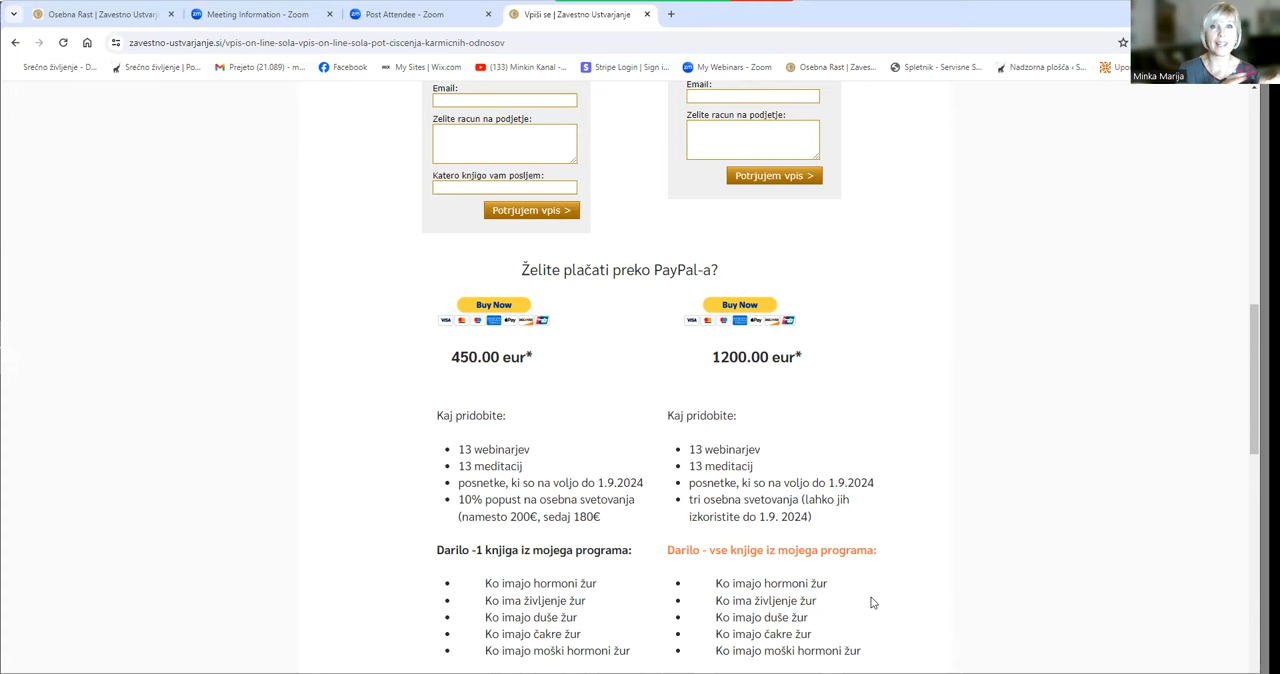 Osebna Rast | Zavestno Ustvarj
Meeting Information - Zoom
Post Attendee - Zoom
Vpiši se | Zavestno Ustvarjanje
zavestno-ustvarjanje.si/vpis-on-line-sola-vpis-on-line-sola-pot-ciscenja-karmicnih-odnosov
Srečno življenje - D...
Srečno življenje | Po...
Prejeto (21.089) - m...
Facebook
My Sites | Wix.com
(133) Minkin Kanal -...
Stripe Login | Sign i...
My Webinars - Zoom
Osebna Rast | Zaves...
Spletnik - Servisne S...
Nadzorna plošča ‹ S...
Upor
Minka Marija
Email:
Zelite racun na podjetje:
Katero knjigo vam posljem:
Potrjujem vpis >
Email:
Zelite racun na podjetje:
Potrjujem vpis >
Želite plačati preko PayPal-a?
Buy Now
VISA
450.00 eur*
Buy Now
VISA
1200.00 eur*
Kaj pridobite:
13 webinarjev
13 meditacij
posnetke, ki so na voljo do 1.9.2024
10% popust na osebna svetovanja
(namesto 200€, sedaj 180€
Darilo -1 knjiga iz mojega programa:
Ko imajo hormoni žur
Ko ima življenje žur
Ko imajo duše žur
Ko imajo čakre žur
Ko imajo moški hormoni žur
Kaj pridobite:
13 webinarjev
13 meditacij
posnetke, ki so na voljo do 1.9.2024
tri osebna svetovanja (lahko jih
izkoristite do 1.9. 2024)
Darilo - vse knjige iz mojega programa:
Ko imajo hormoni žur
Ko ima življenje žur
Ko imajo duše žur
Ko imajo čakre žur
Ko imajo moški hormoni žur